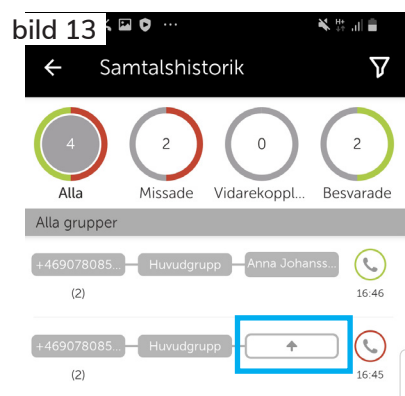 bild 13
H+
Samtalshistorik
4 2 0 2
Alla Missade Vidarekoppl... Besvarade
Alla grupper
+469078085... Huvudgrupp Anna Johanss...
(2) 16:46
+469078085... Huvudgrupp
(2) 16:45